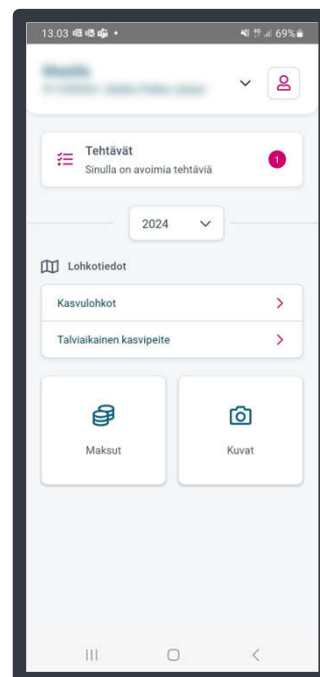 13.03
69%
Tehtävät
Sinulla on avoimia tehtäviä
1
2024
Lohkotiedot
Kasvulohkot
Talviaikainen kasvipeite
Maksut
Kuvat